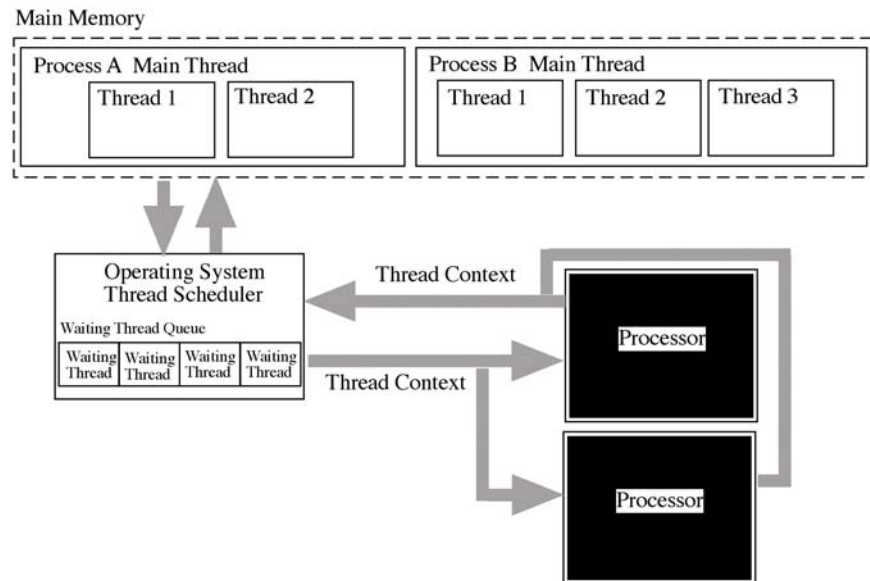 Main Memory
Process A Main Thread
Thread 1
Thread 2
Process B Main Thread
Thread 1
Thread 2
Thread 3
Operating System
Thread Scheduler
Waiting Thread Queue
Waiting
Thread
Waiting
Thread
Waiting
Thread
Waiting
Thread
Thread Context
Thread Context
Processor
Processor